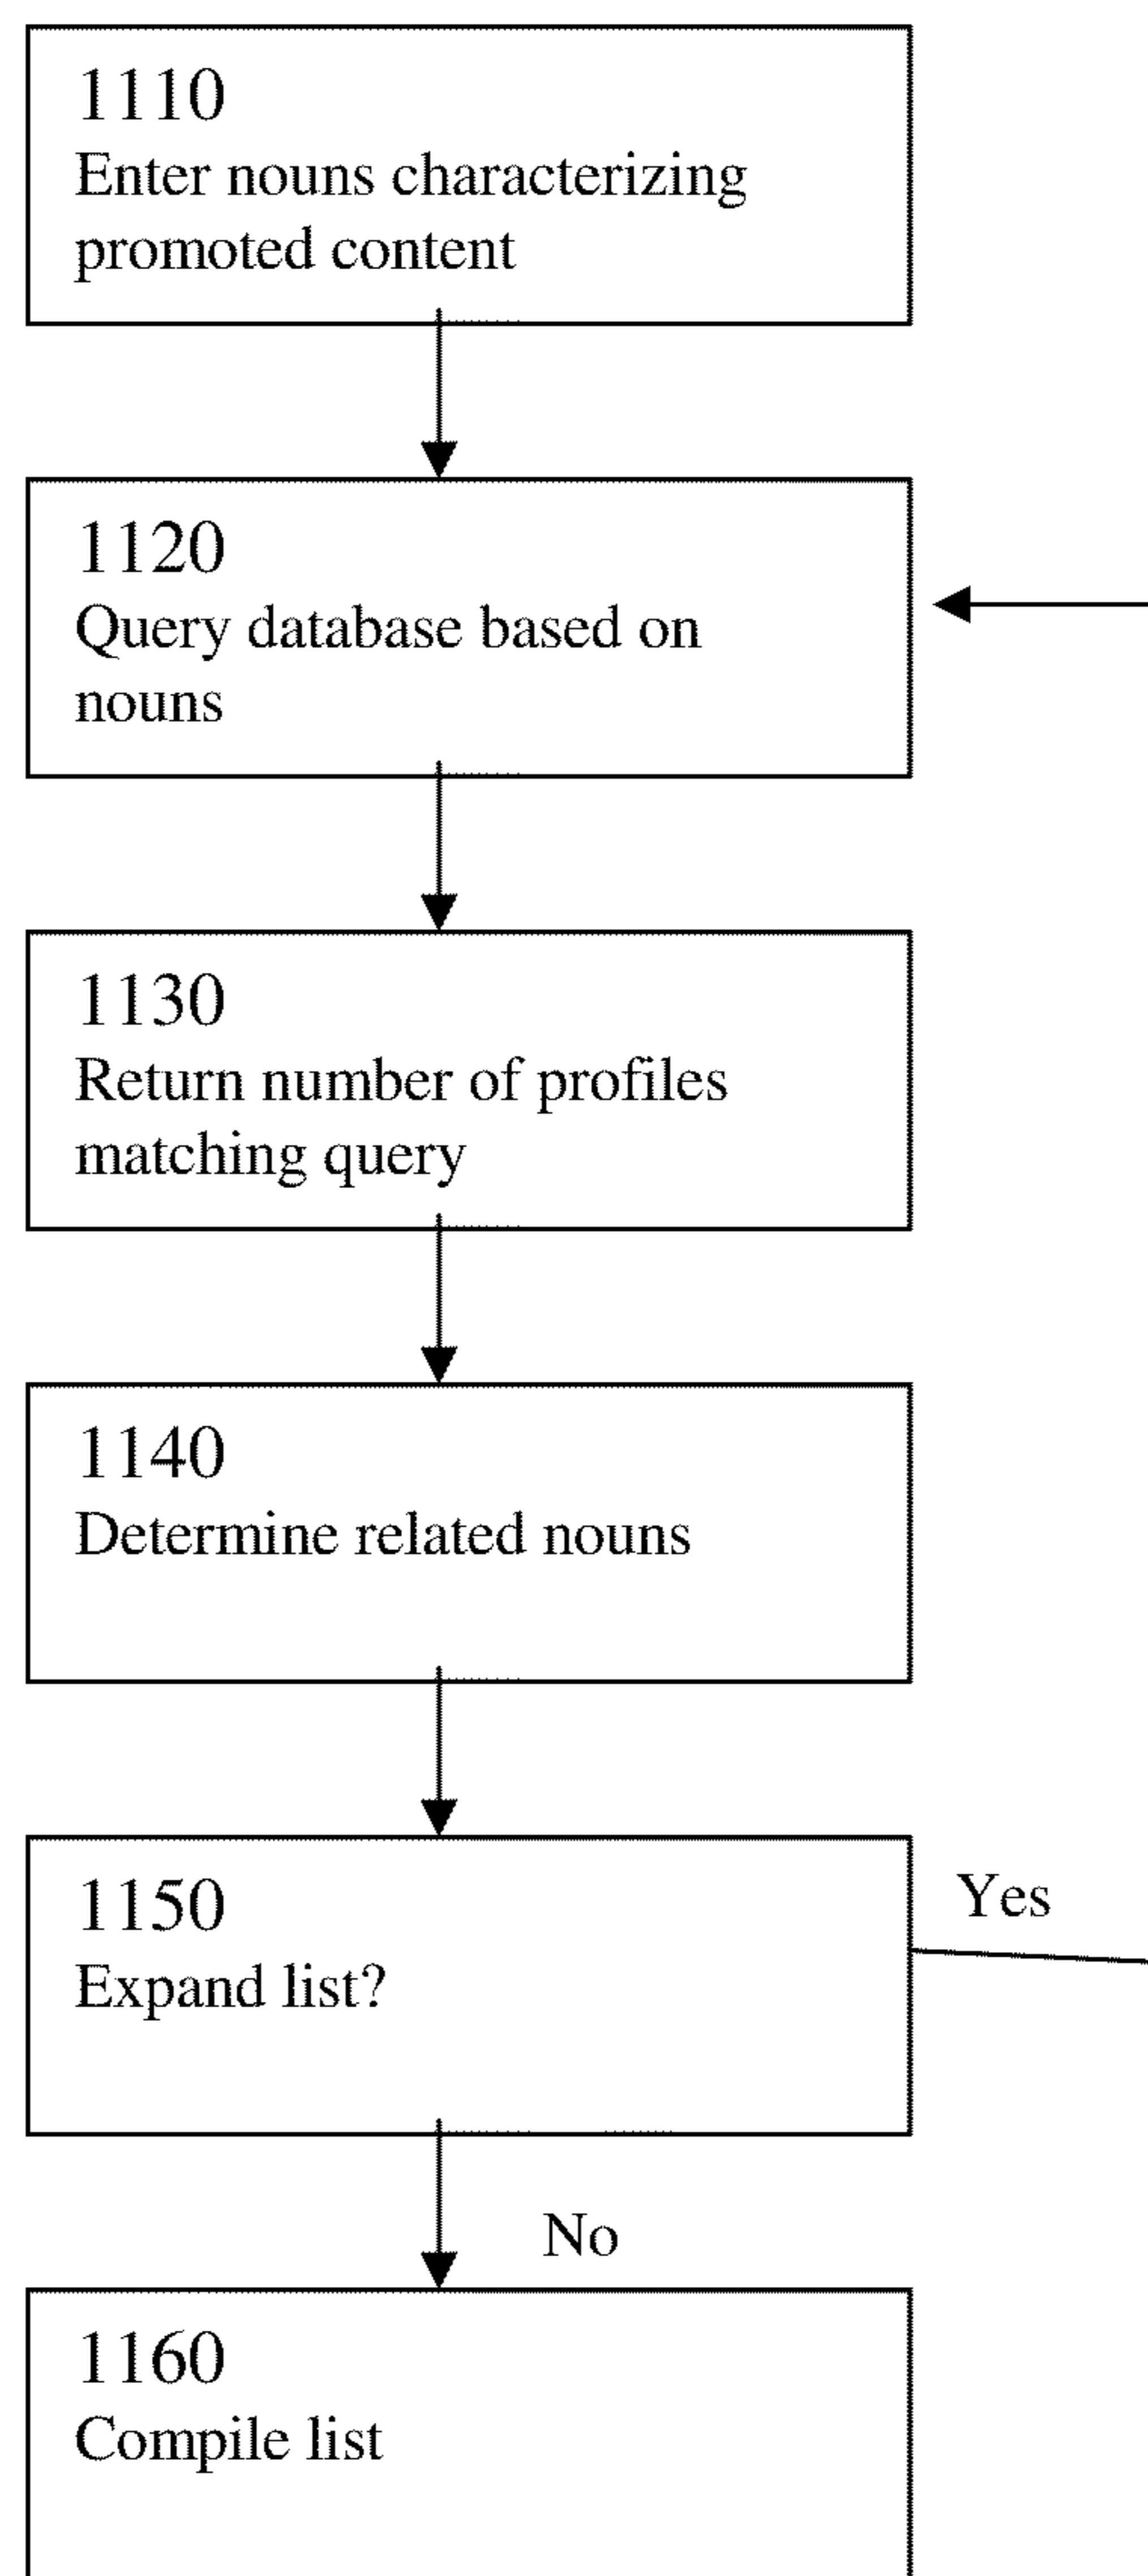 1110
Enter nouns characterizing
promoted content
1120
Query database based on
nouns
1130
Return number of profiles
matching query
1140
Determine related nouns
1150
Expand list?
Yes
No
1160
Compile list